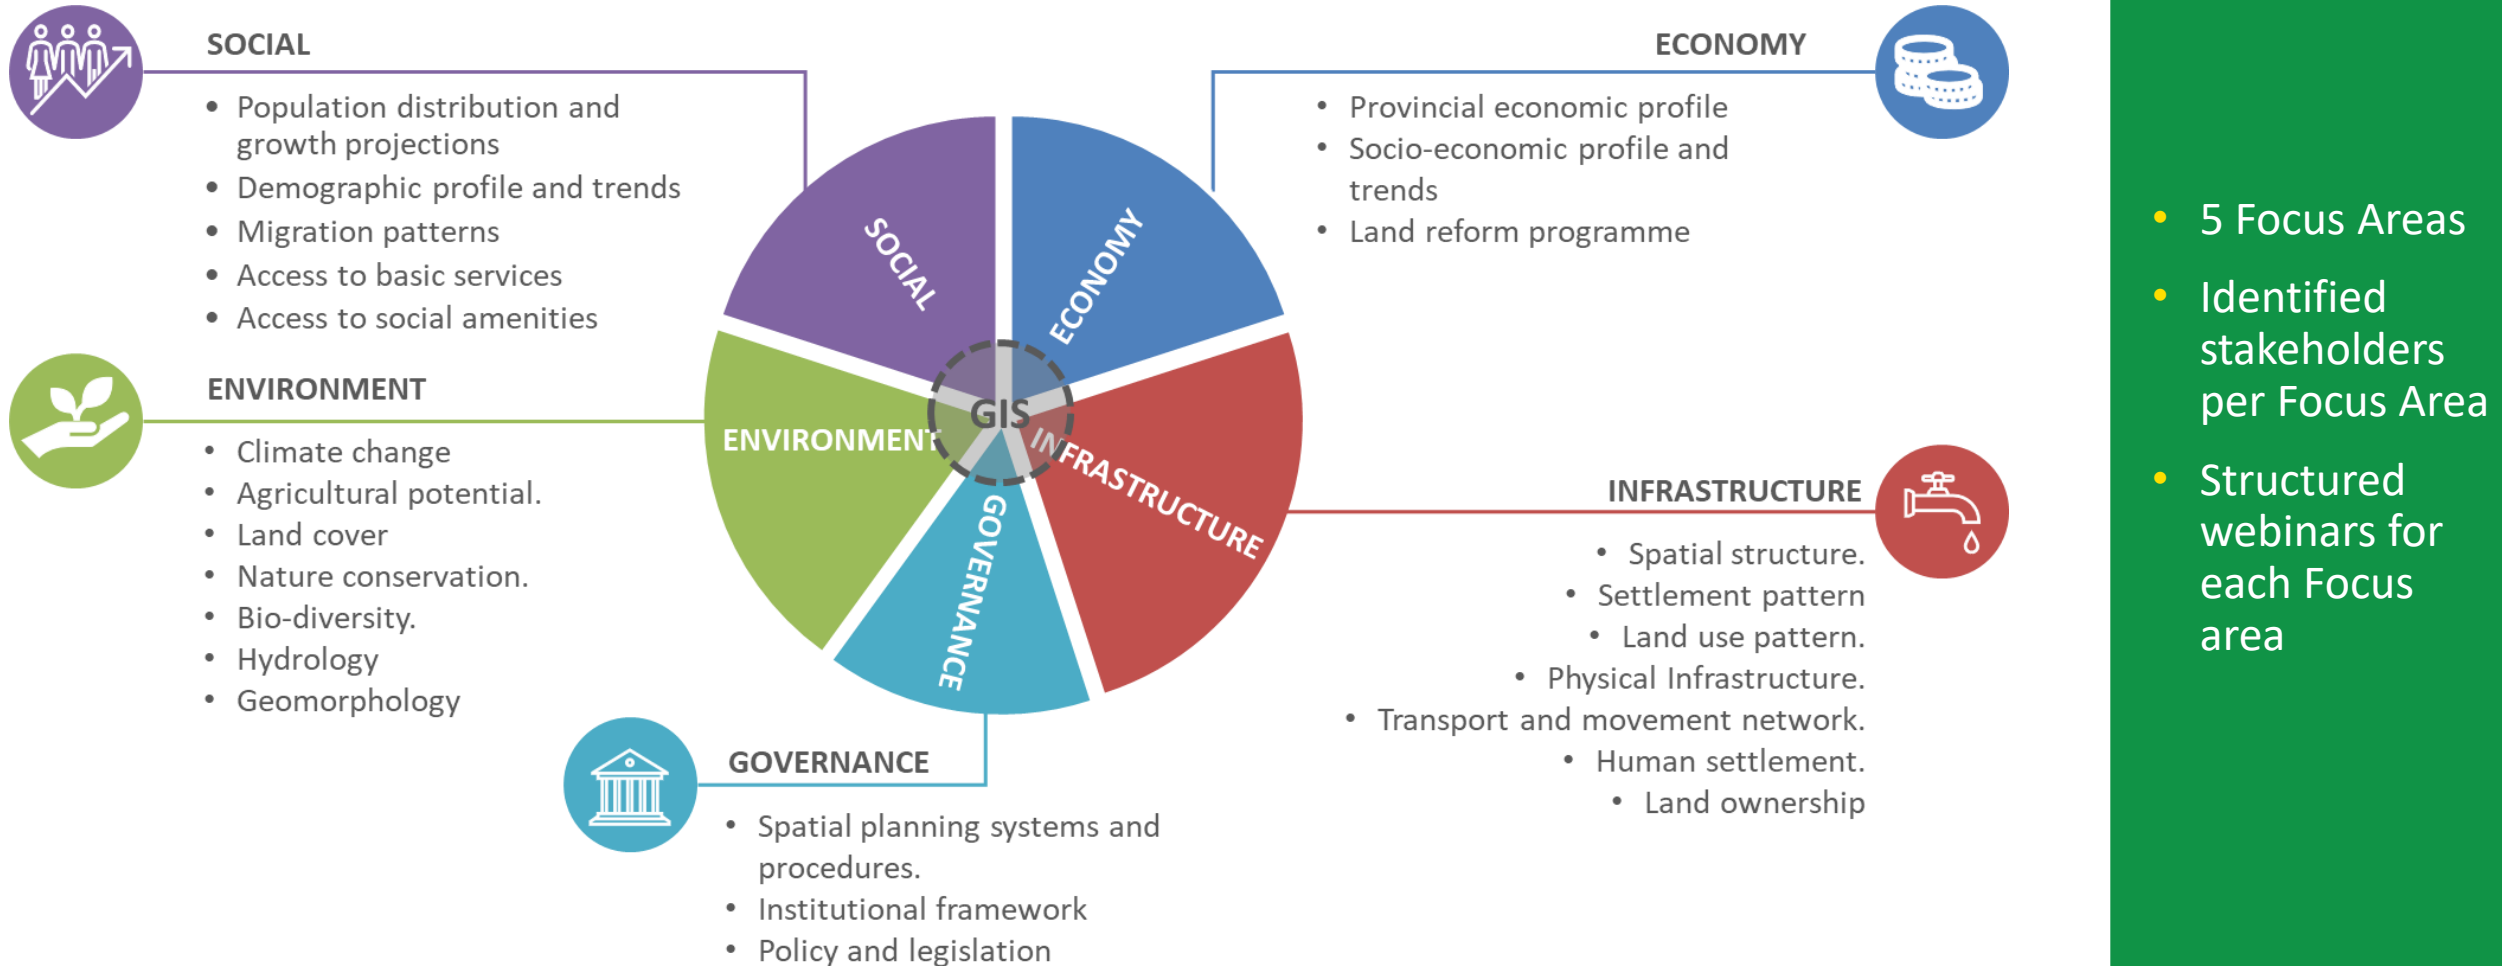 SOCIAL
• Population distribution and
growth projections
• Demographic profile and trends
• Migration patterns
• Access to basic services
• Access to social amenities
ENVIRONMENT
• Climate change
• Agricultural potential.
• Land cover
• Nature conservation.
• Bio-diversity.
• Hydrology
• Geomorphology
GOVERNANCE
• Spatial planning systems and
procedures.
• Institutional framework
• Policy and legislation
SOCIAL
ECONOMY
ENVIRONMENT
GIS
INFRASTRUCTURE
GOVERNANCE
ECONOMY
• Provincial economic profile
• Socio-economic profile and
trends
• Land reform programme
INFRASTRUCTURE
• Spatial structure.
• Settlement pattern
• Land use pattern.
• Physical Infrastructure.
• Transport and movement network.
• Human settlement.
• Land ownership
• 5 Focus Areas
• Identified
stakeholders
per Focus Area
• Structured
webinars for
each Focus
area